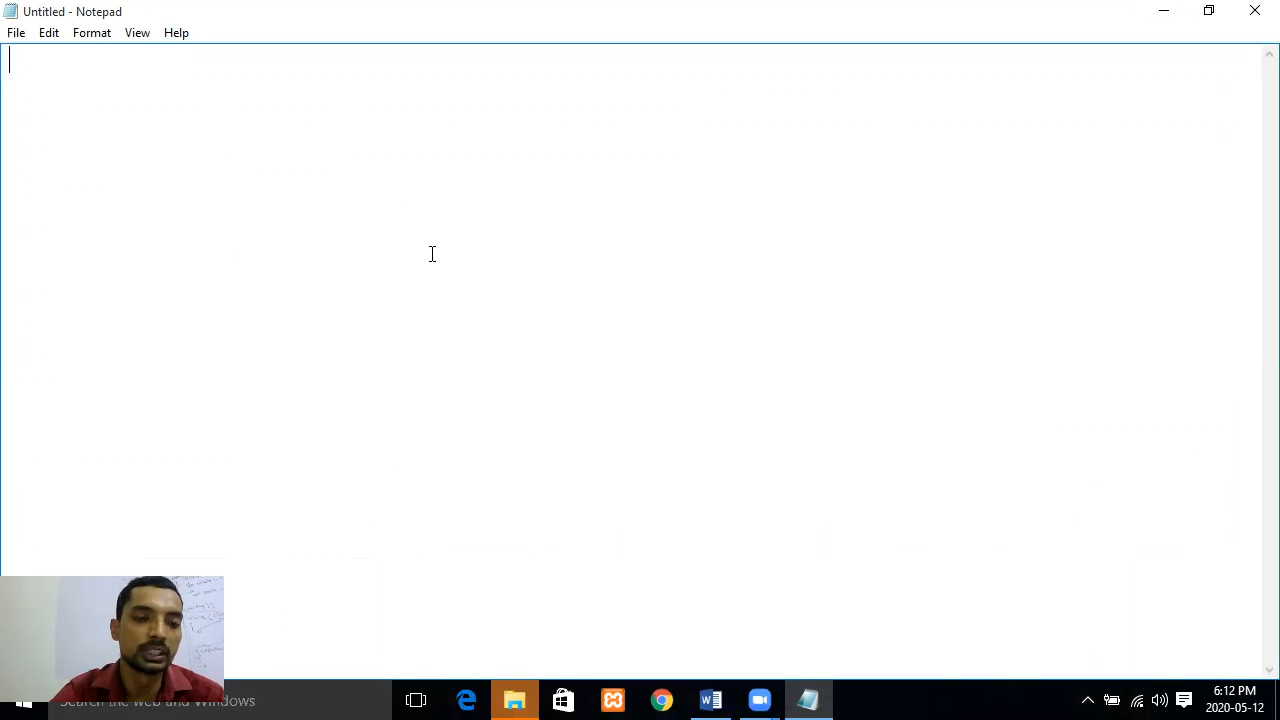 Untitled - Notepad
File Edit Format View Help
Search the web and Windows
6:12 PM
2020-05-12